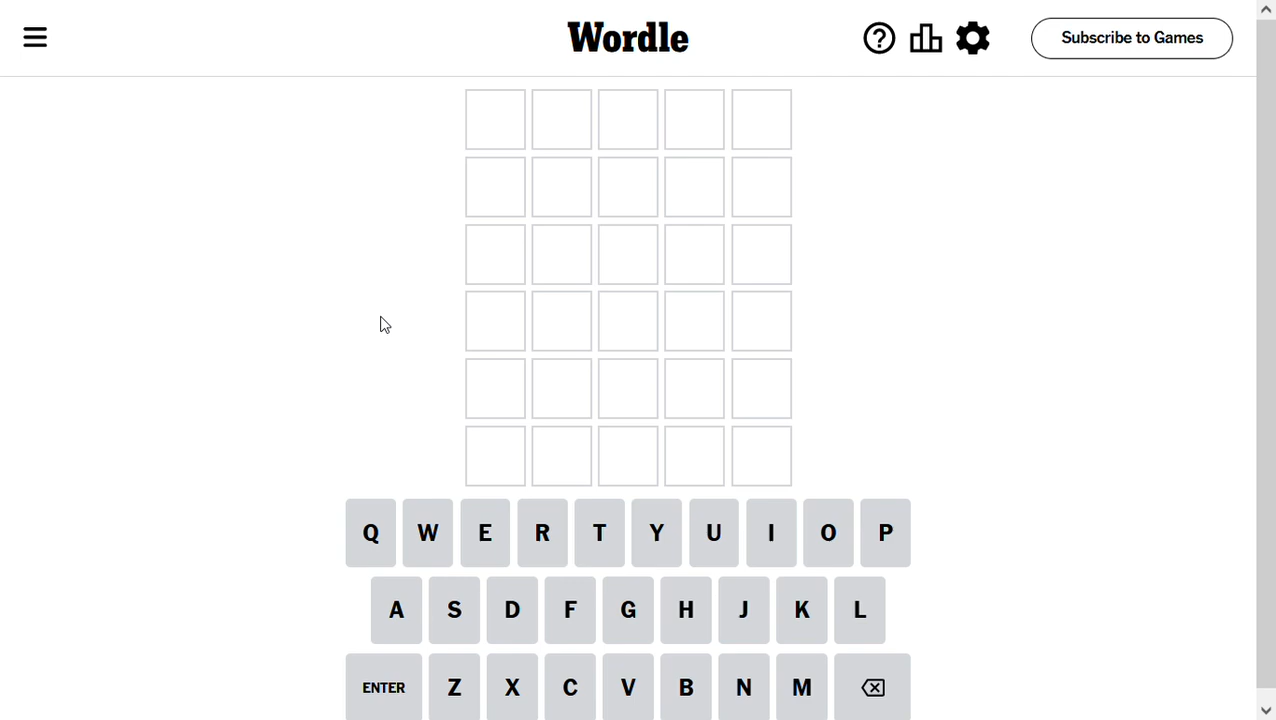 Wordle
Subscribe to Games
Q W E R T Y U I O P
A S D F G H J K L
ENTER Z X C V B N M